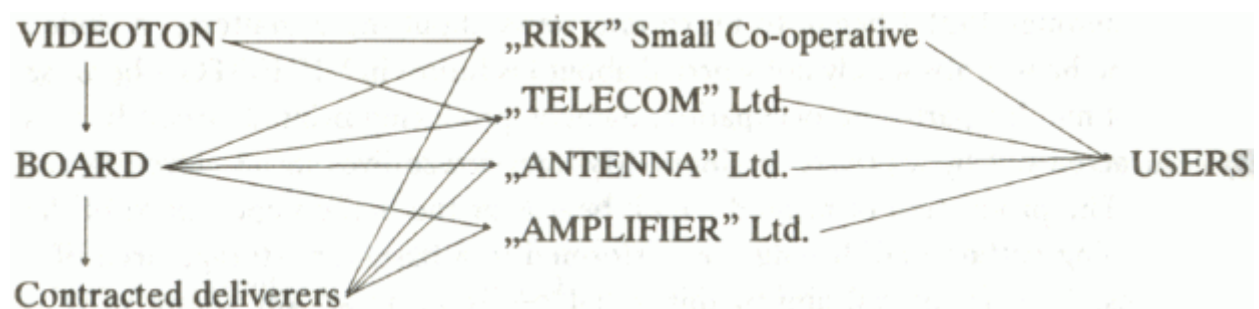 VIDEOTON
„RISK” Small Co-operative
„TELECOM” Ltd.
BOARD
„ANTENNA” Ltd.
USERS
„AMPLIFIER” Ltd.
Contracted deliverers